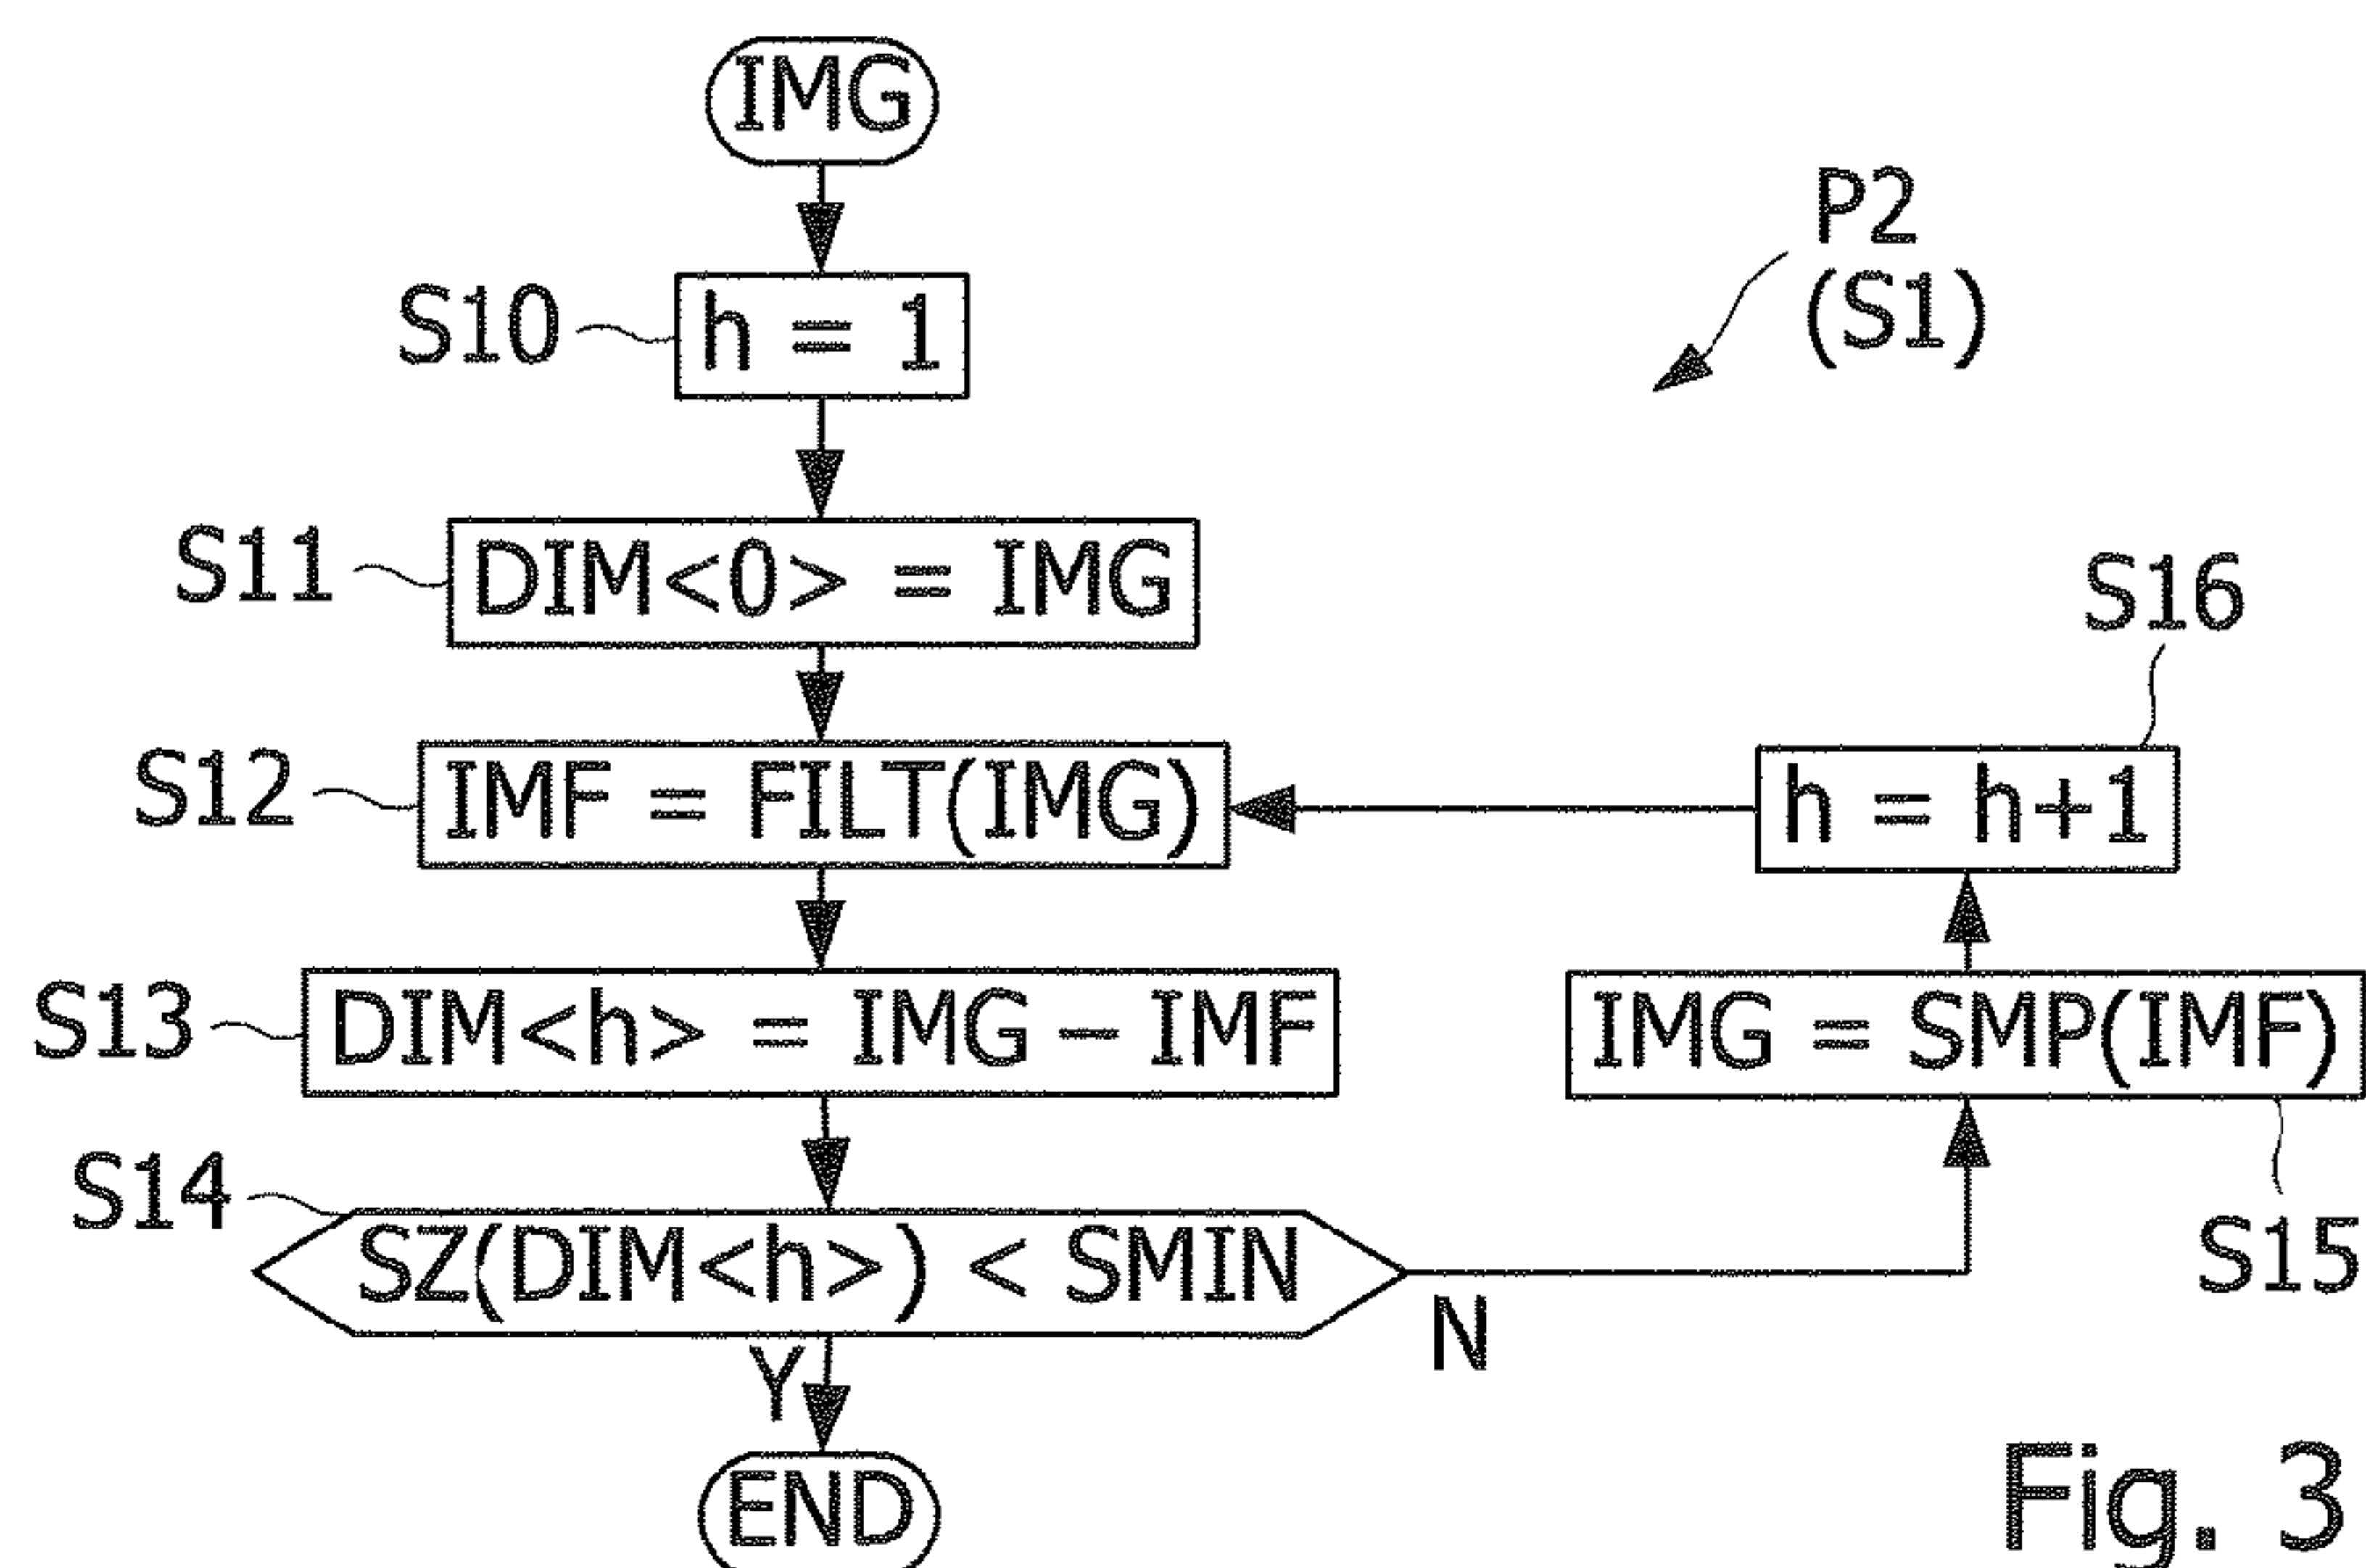 IMG
P2
(S1)
S10
h = 1
S11
DIM<0> = IMG
S16
S12
IMF = FILT(IMG)
h = h+1
S13
DIM<h> = IMG - IMF
IMG = SMP(IMF)
S14
SZ(DIM<h>) < SMIN
S15
N
Y
END
Fig. 3